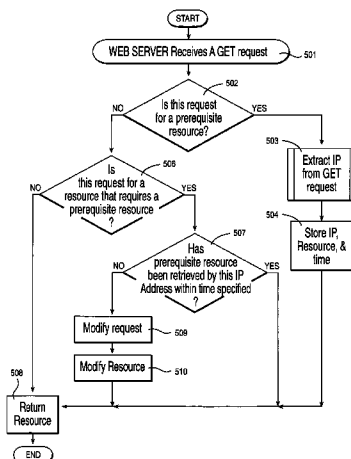 START
WEB SERVER Receives A GET request
501
502
Is this request
for a prerequisite
resource?
NO
YES
503
Extract IP
from GET
request
504
Store IP,
Resource, &
time
506
Is
this request for a
resource that requires a
prerequisite resource
?
NO
YES
507
Has
prerequisite resource
been retrieved by this IP
Address within time specified
?
NO
YES
Modify request
509
Modify Resource
510
508
Return
Resource
END